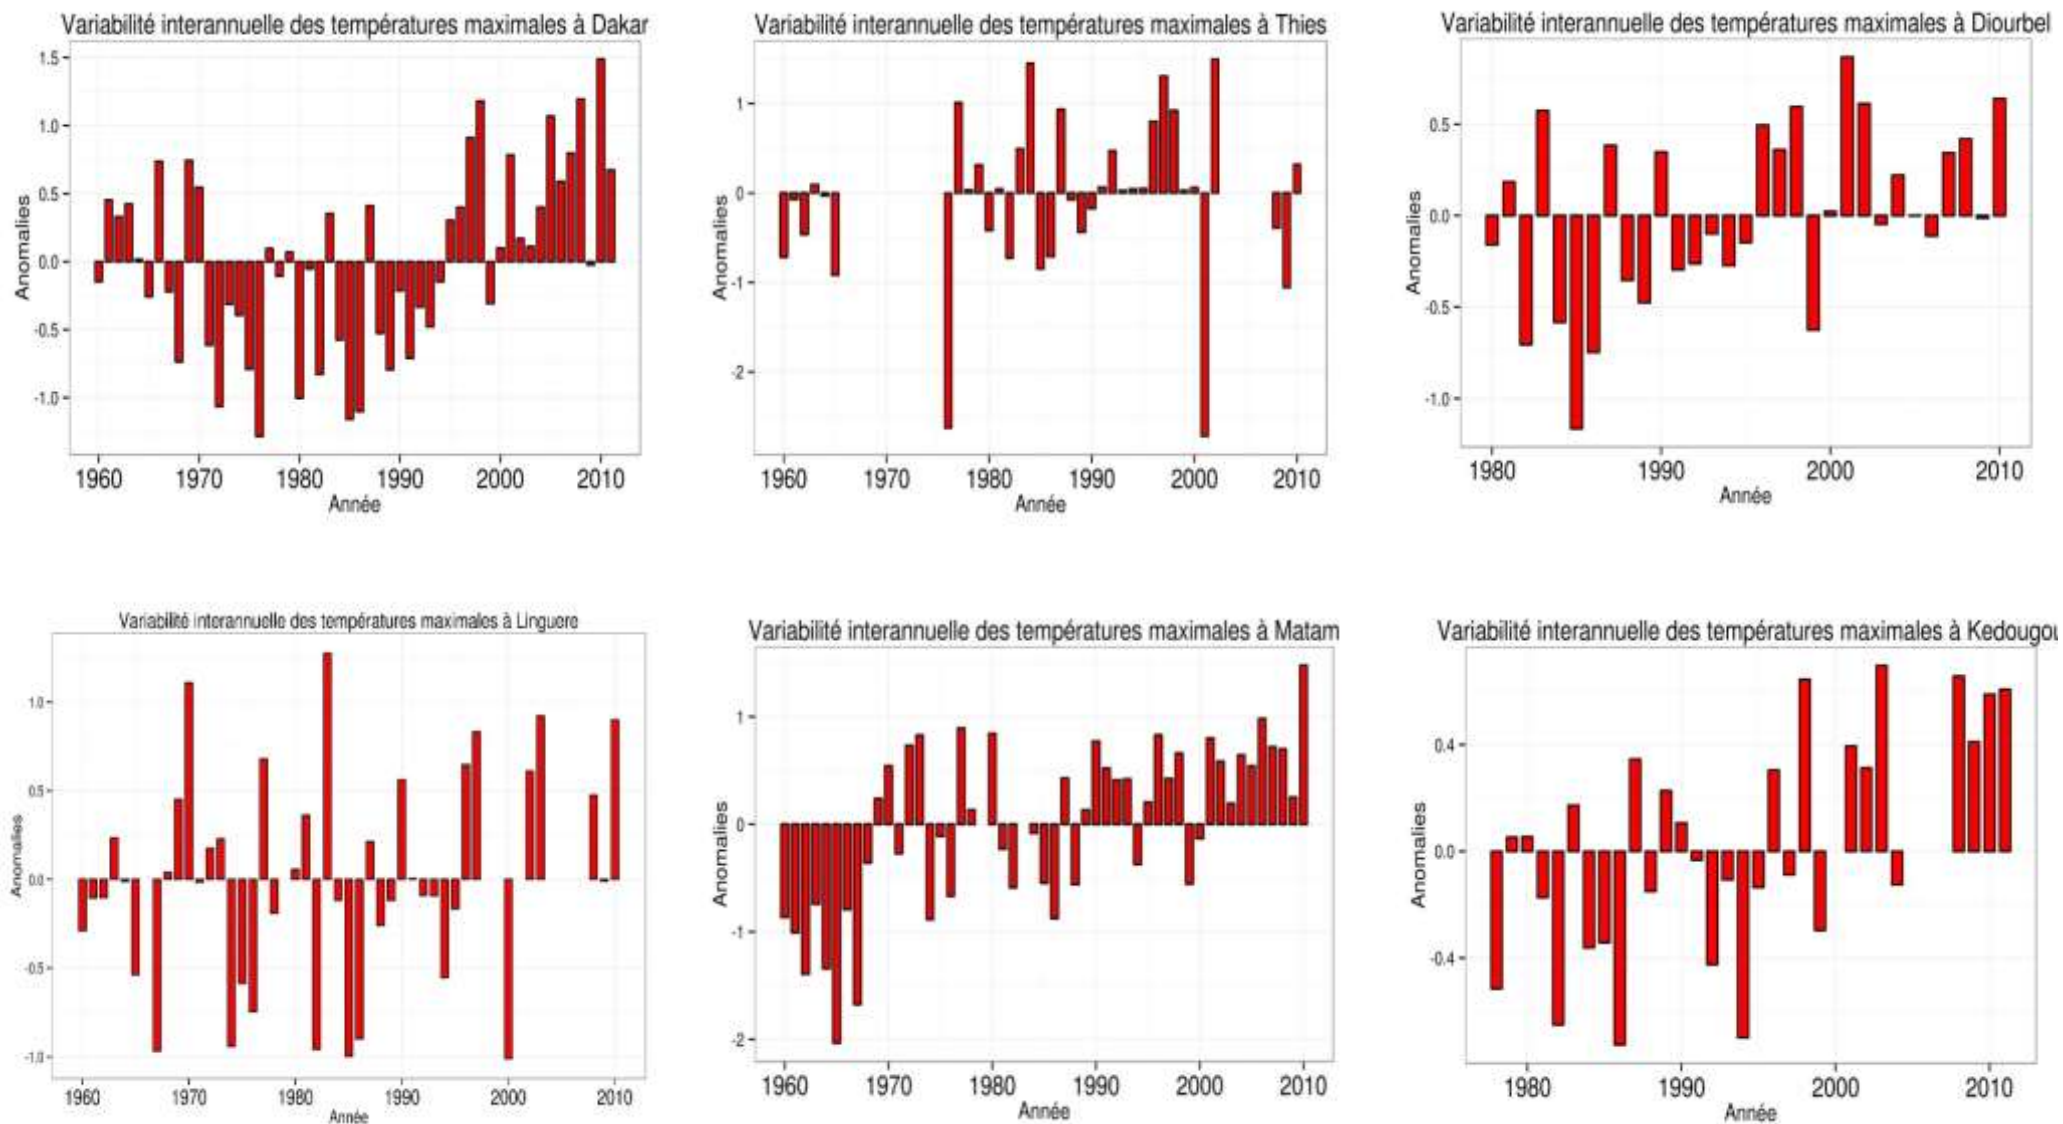 Variabilité interannuelle des températures maximales à Dakar
1.5
1.0
0.5
0.0
-0.5
-1.0
Anomalies
1960 1970 1980 1990 2000 2010
Année
Variabilité interannuelle des températures maximales à Thies
1
0
-1
-2
Anomalies
1960 1970 1980 1990 2000 2010
Année
Variabilité interannuelle des températures maximales à Diourbel
0.5
0.0
-0.5
-1.0
Anomalies
1980 1990 2000 2010
Année
Variabilité interannuelle des températures maximales à Linguere
1.0
0.5
0.0
-0.5
-1.0
Anomalies
1960 1970 1980 1990 2000 2010
Année
Variabilité interannuelle des températures maximales à Matam
1
0
-1
-2
Anomalies
1960 1970 1980 1990 2000 2010
Année
Variabilité interannuelle des températures maximales à Kedougou
0.4
0.0
-0.4
Anomalies
1980 1990 2000 2010
Année